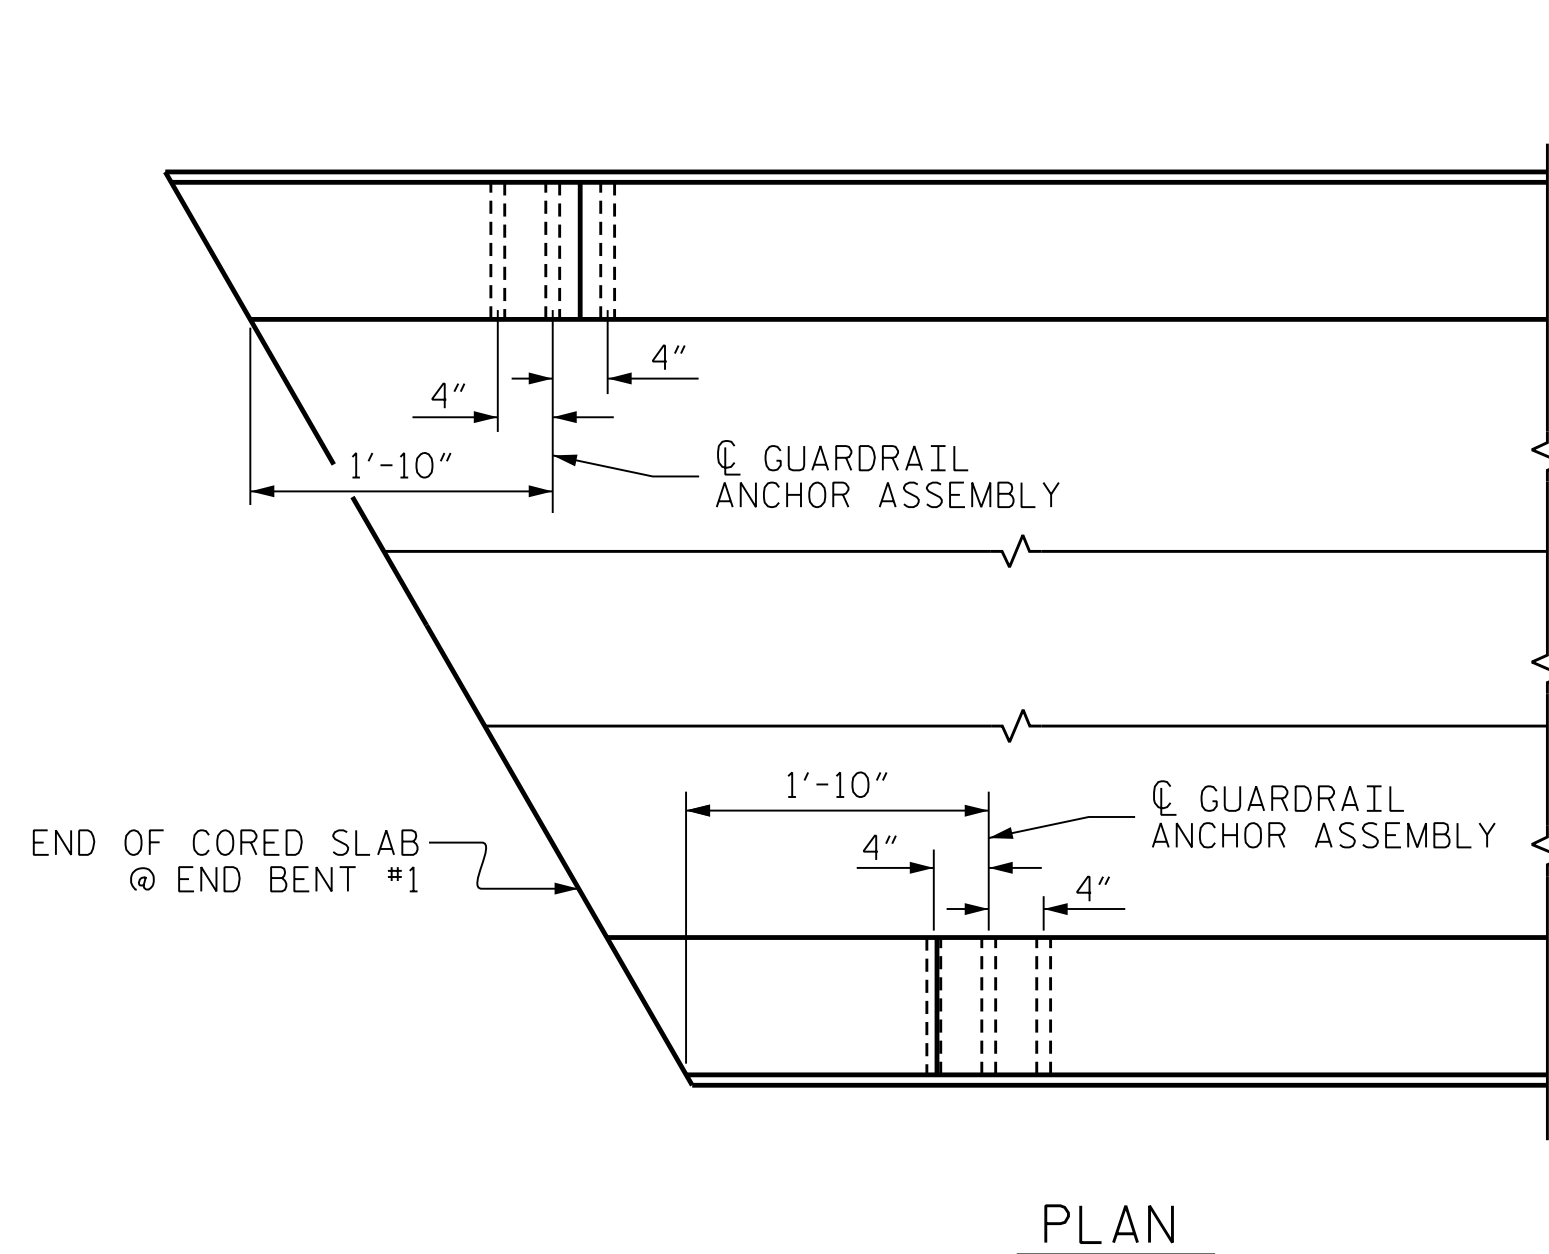 4"
4"
1'-10"
℄ GUARDRAIL
ANCHOR ASSEMBLY
1'-10"
℄ GUARDRAIL
ANCHOR ASSEMBLY
4"
4"
END OF CORED SLAB
@ END BENT #1
PLAN